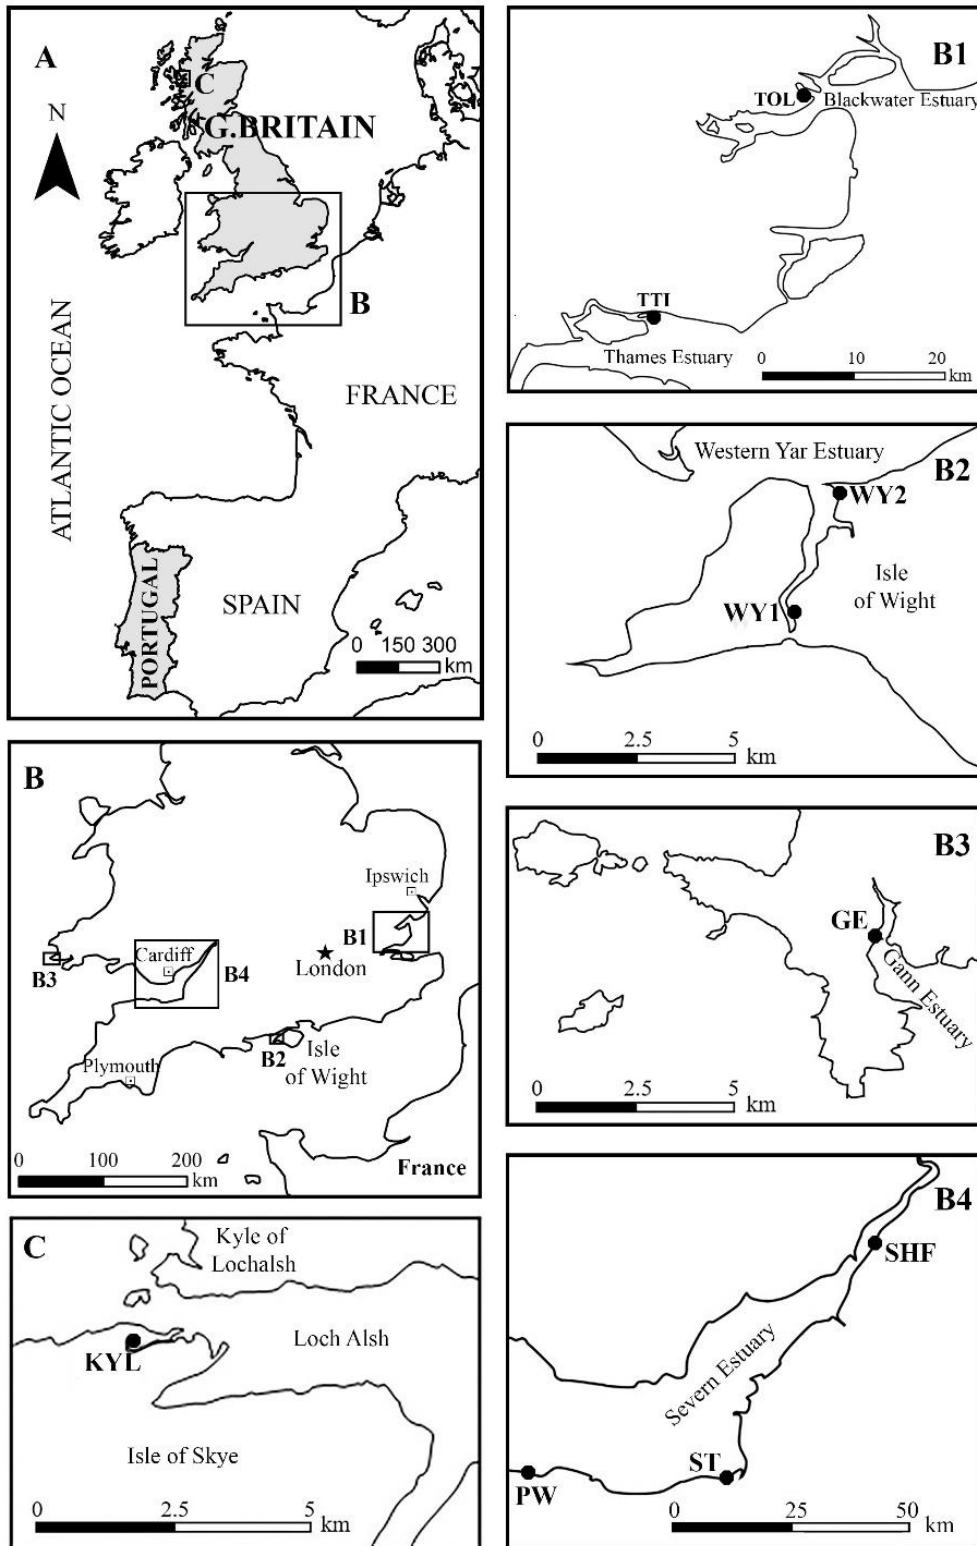 A
N
C
G.BRITAIN
B
ATLANTIC OCEAN
FRANCE
PORTUGAL
SPAIN
0 150 300
km
B1
TOL
Blackwater Estuary
TTI
Thames Estuary
0 10 20
km
B2
Western Yar Estuary
WY2
Isle
of Wight
WY1
0 2.5 5
km
B
Ipswich
B1
London
Cardiff
B3
B4
B2
Isle
of Wight
Plymouth
France
0 100 200
km
B3
GE
Gann Estuary
0 2.5 5
km
C
Kyle of
Lochalsh
Loch Alsh
KYL
Isle of Skye
0 2.5 5
km
B4
SHF
Severn Estuary
ST
PW
0 25 50
km